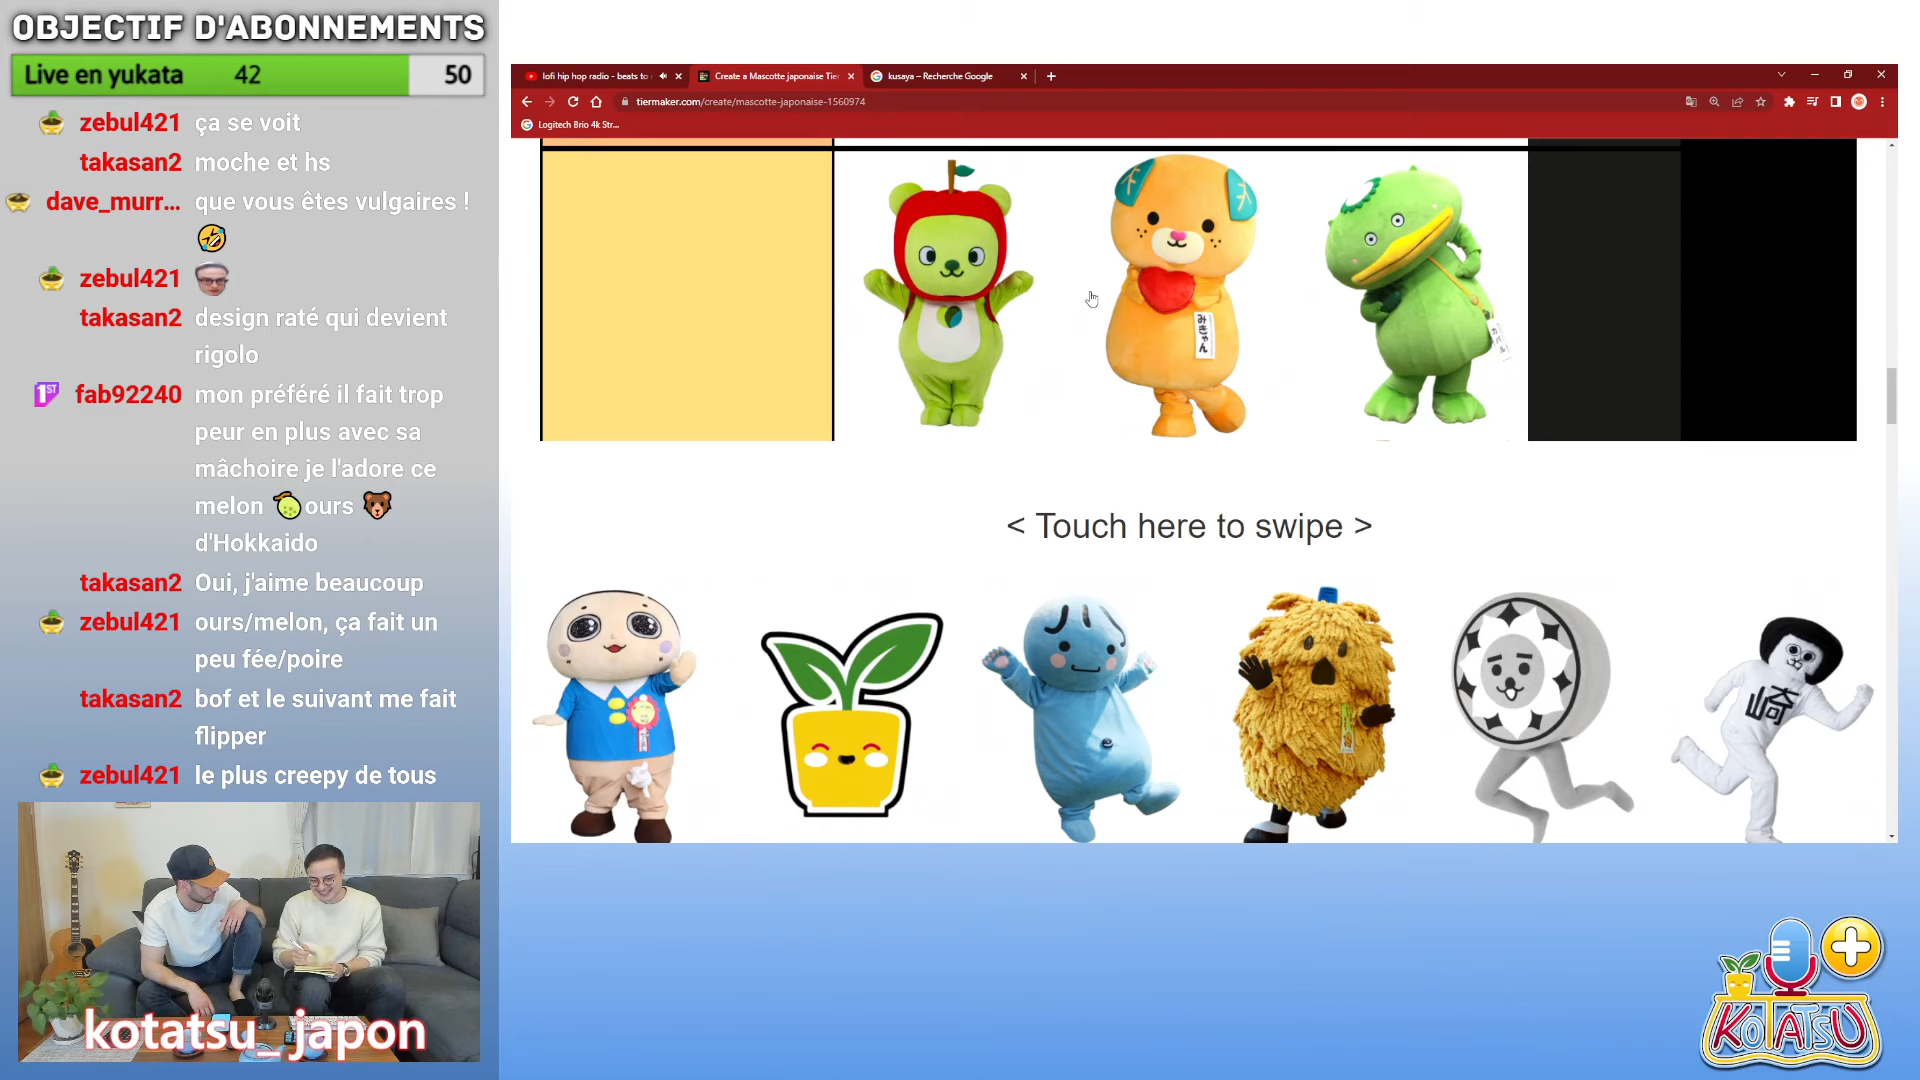 OBJECTIF D'ABONNEMENTS
Live en yukata 42 50
zebul421 ça se voit
takasan2 moche et hs
dave_murr... que vous êtes vulgaires !
zebul421
takasan2 design raté qui devient
rigolo
1ST fab92240 mon préféré il fait trop
peur en plus avec sa
mâchoire je l'adore ce
melon ours
d'Hokkaido
takasan2 Oui, j'aime beaucoup
zebul421 ours/melon, ça fait un
peu fée/poire
takasan2 bof et le suivant me fait
flipper
zebul421 le plus creepy de tous
kotatsu_japon
lofi hip hop radio - beats to
Create a Mascotte japonaise Tie
kusaya – Recherche Google
tiermaker.com/create/mascotte-japonaise-1560974
Logitech Brio 4k Str...
みきゃん
< Touch here to swipe >
崎
KOTATSU